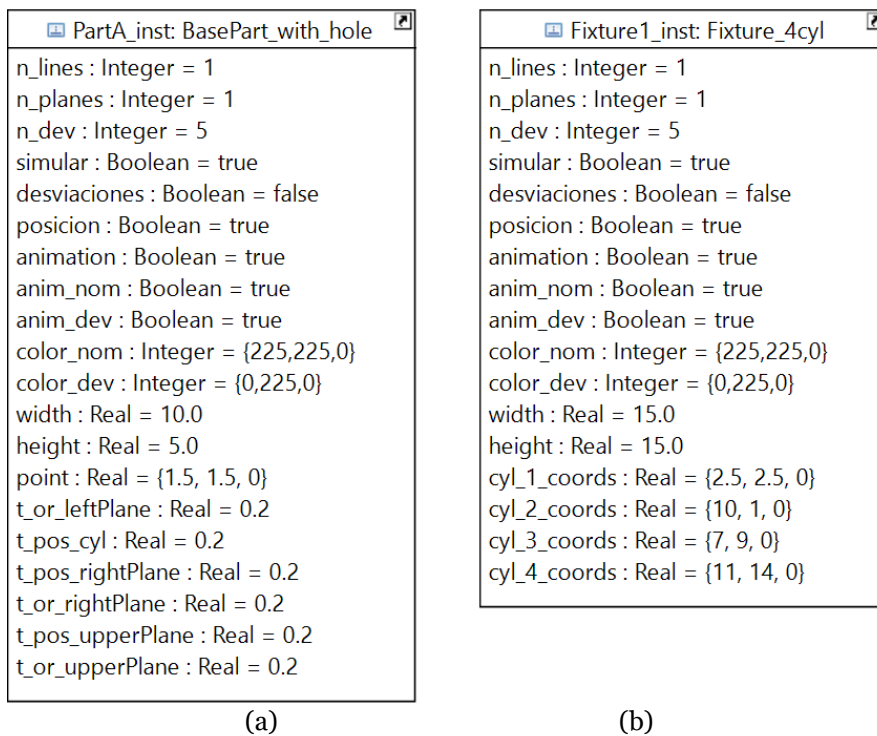 PartA_inst: BasePart_with_hole
n_lines : Integer = 1
n_planes : Integer = 1
n_dev : Integer = 5
simular : Boolean = true
desviaciones : Boolean = false
posicion : Boolean = true
animation : Boolean = true
anim_nom : Boolean = true
anim_dev : Boolean = true
color_nom : Integer = {225,225,0}
color_dev : Integer = {0,225,0}
width : Real = 10.0
height : Real = 5.0
point : Real = {1.5, 1.5, 0}
t_or_leftPlane : Real = 0.2
t_pos_cyl : Real = 0.2
t_pos_rightPlane : Real = 0.2
t_or_rightPlane : Real = 0.2
t_pos_upperPlane : Real = 0.2
t_or_upperPlane : Real = 0.2
(a)
Fixture1_inst: Fixture_4cyl
n_lines : Integer = 1
n_planes : Integer = 1
n_dev : Integer = 5
simular : Boolean = true
desviaciones : Boolean = false
posicion : Boolean = true
animation : Boolean = true
anim_nom : Boolean = true
anim_dev : Boolean = true
color_nom : Integer = {225,225,0}
color_dev : Integer = {0,225,0}
width : Real = 15.0
height : Real = 15.0
cyl_1_coords : Real = {2.5, 2.5, 0}
cyl_2_coords : Real = {10, 1, 0}
cyl_3_coords : Real = {7, 9, 0}
cyl_4_coords : Real = {11, 14, 0}
(b)